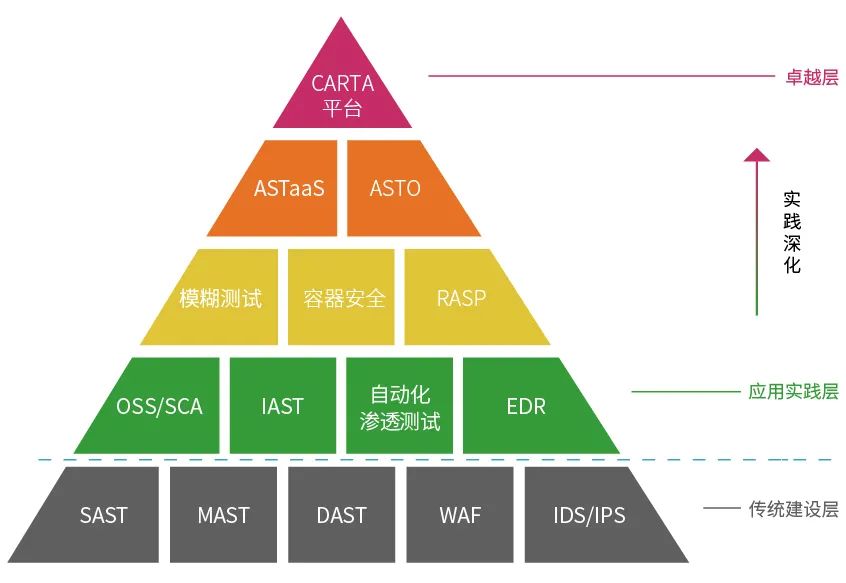 CARTA
平台
卓越层
ASTaaS
ASTO
实
践
深
化
模糊测试
容器安全
RASP
OSS/SCA
IAST
自动化
渗透测试
EDR
应用实践层
SAST
MAST
DAST
WAF
IDS/IPS
传统建设层